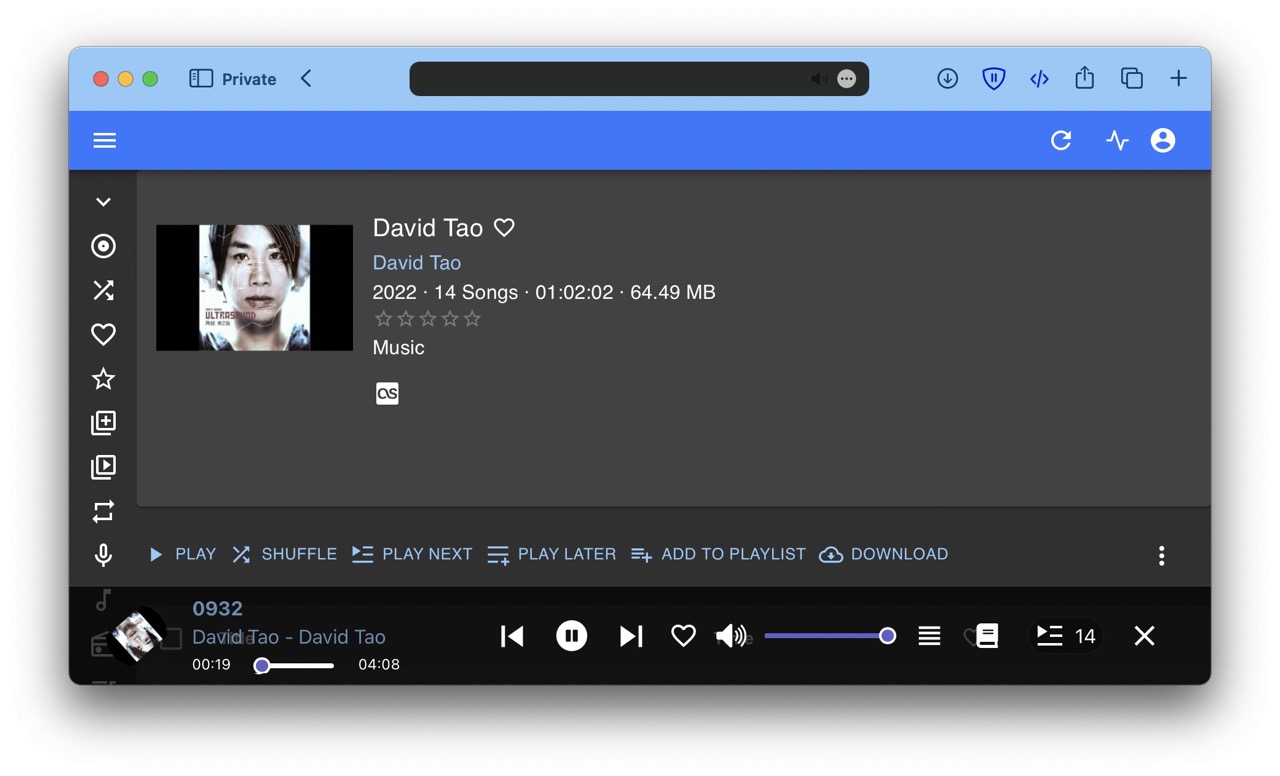 Private
David Tao
David Tao
2022 · 14 Songs · 01:02:02 · 64.49 MB
Music
PLAY SHUFFLE PLAY NEXT PLAY LATER ADD TO PLAYLIST DOWNLOAD
0932
David Tao - David Tao
00:19 04:08
14